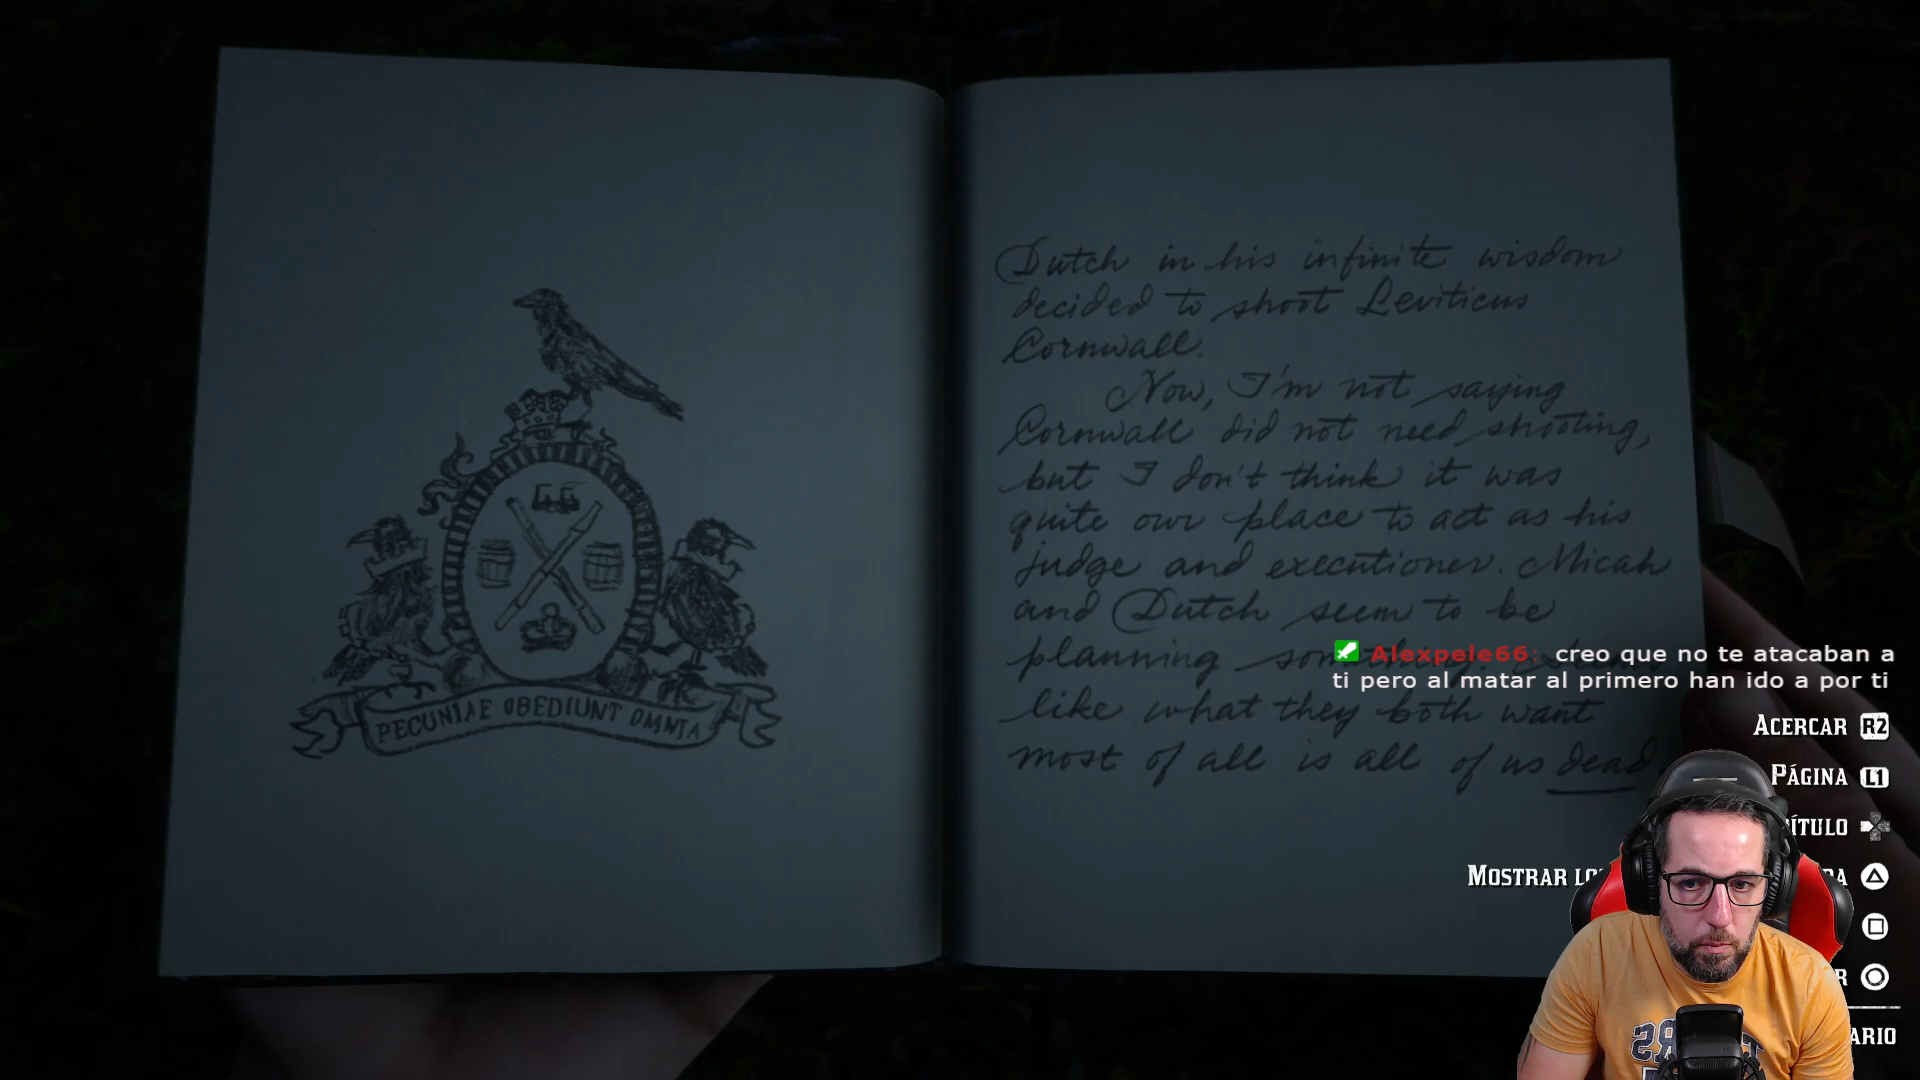 PECUNIAE OBEDIUNT OMNIA
Dutch in his infinite wisdom
decided to shoot Leviticus
Cornwall.
Now, I'm not saying
Cornwall did not need shooting,
but I don't think it was
quite our place to act as his
judge and executioner. Micah
and Dutch seem to be
planning
like what they both want
most of all is all of us dead
Alexpele66: creo que no te atacaban a
ti pero al matar al primero han ido a por ti
ACERCAR R2
PÁGINA L1
MOSTRAR
28